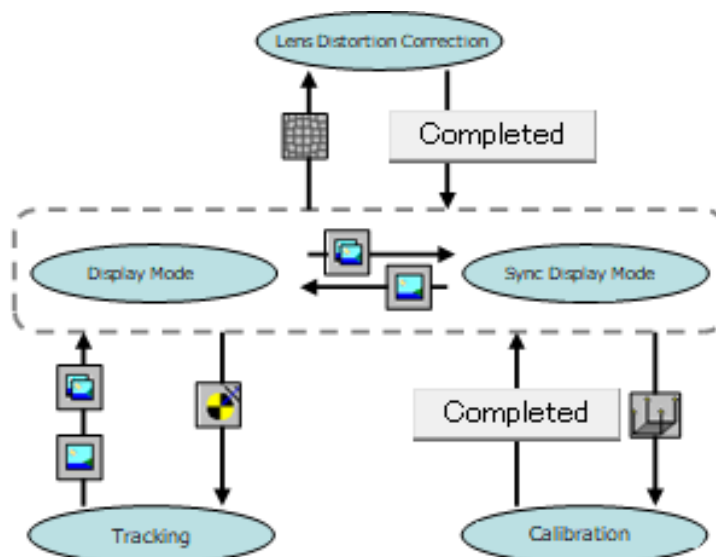 Lens Distortion Correction
Completed
Display Mode
Sync Display Mode
Completed
Tracking
Calibration